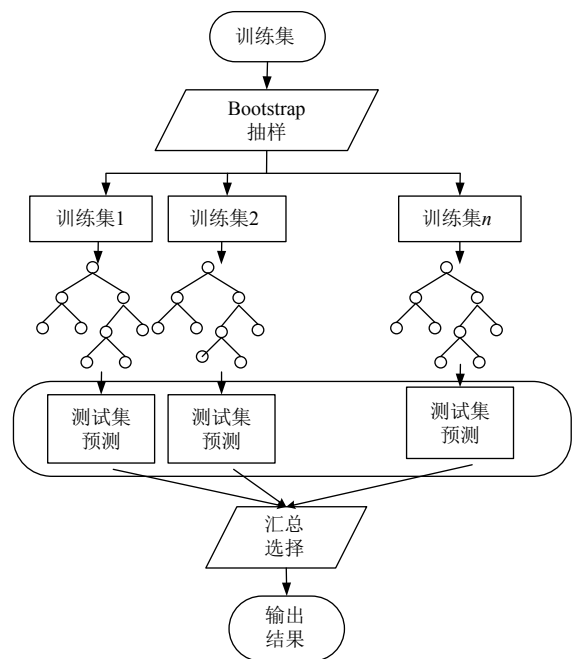 训练集
Bootstrap
抽样
训练集1
训练集2
训练集n
测试集
预测
测试集
预测
测试集
预测
汇总
选择
输出
结果